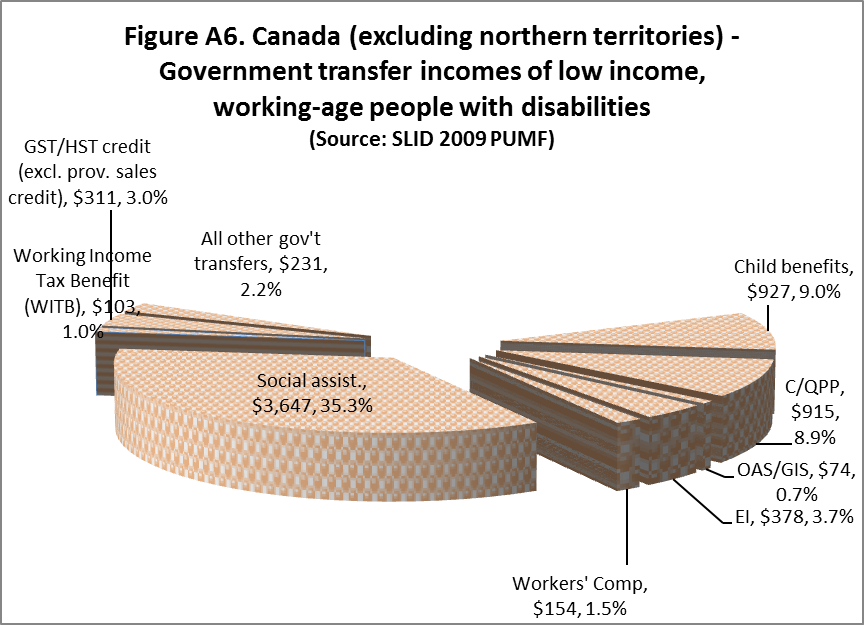 Figure A6. Canada (excluding northern territories) -
Government transfer incomes of low income,
working-age people with disabilities
(Source: SLID 2009 PUMF)
GST/HST credit
(excl. prov. sales
credit), $311, 3.0%
Working Income
Tax Benefit
(WITB), $103,
1.0%
All other gov't
transfers, $231,
2.2%
Child benefits,
$927, 9.0%
Social assist.,
$3,647, 35.3%
C/QPP,
$915,
8.9%
OAS/GIS, $74,
0.7%
EI, $378, 3.7%
Workers' Comp,
$154, 1.5%